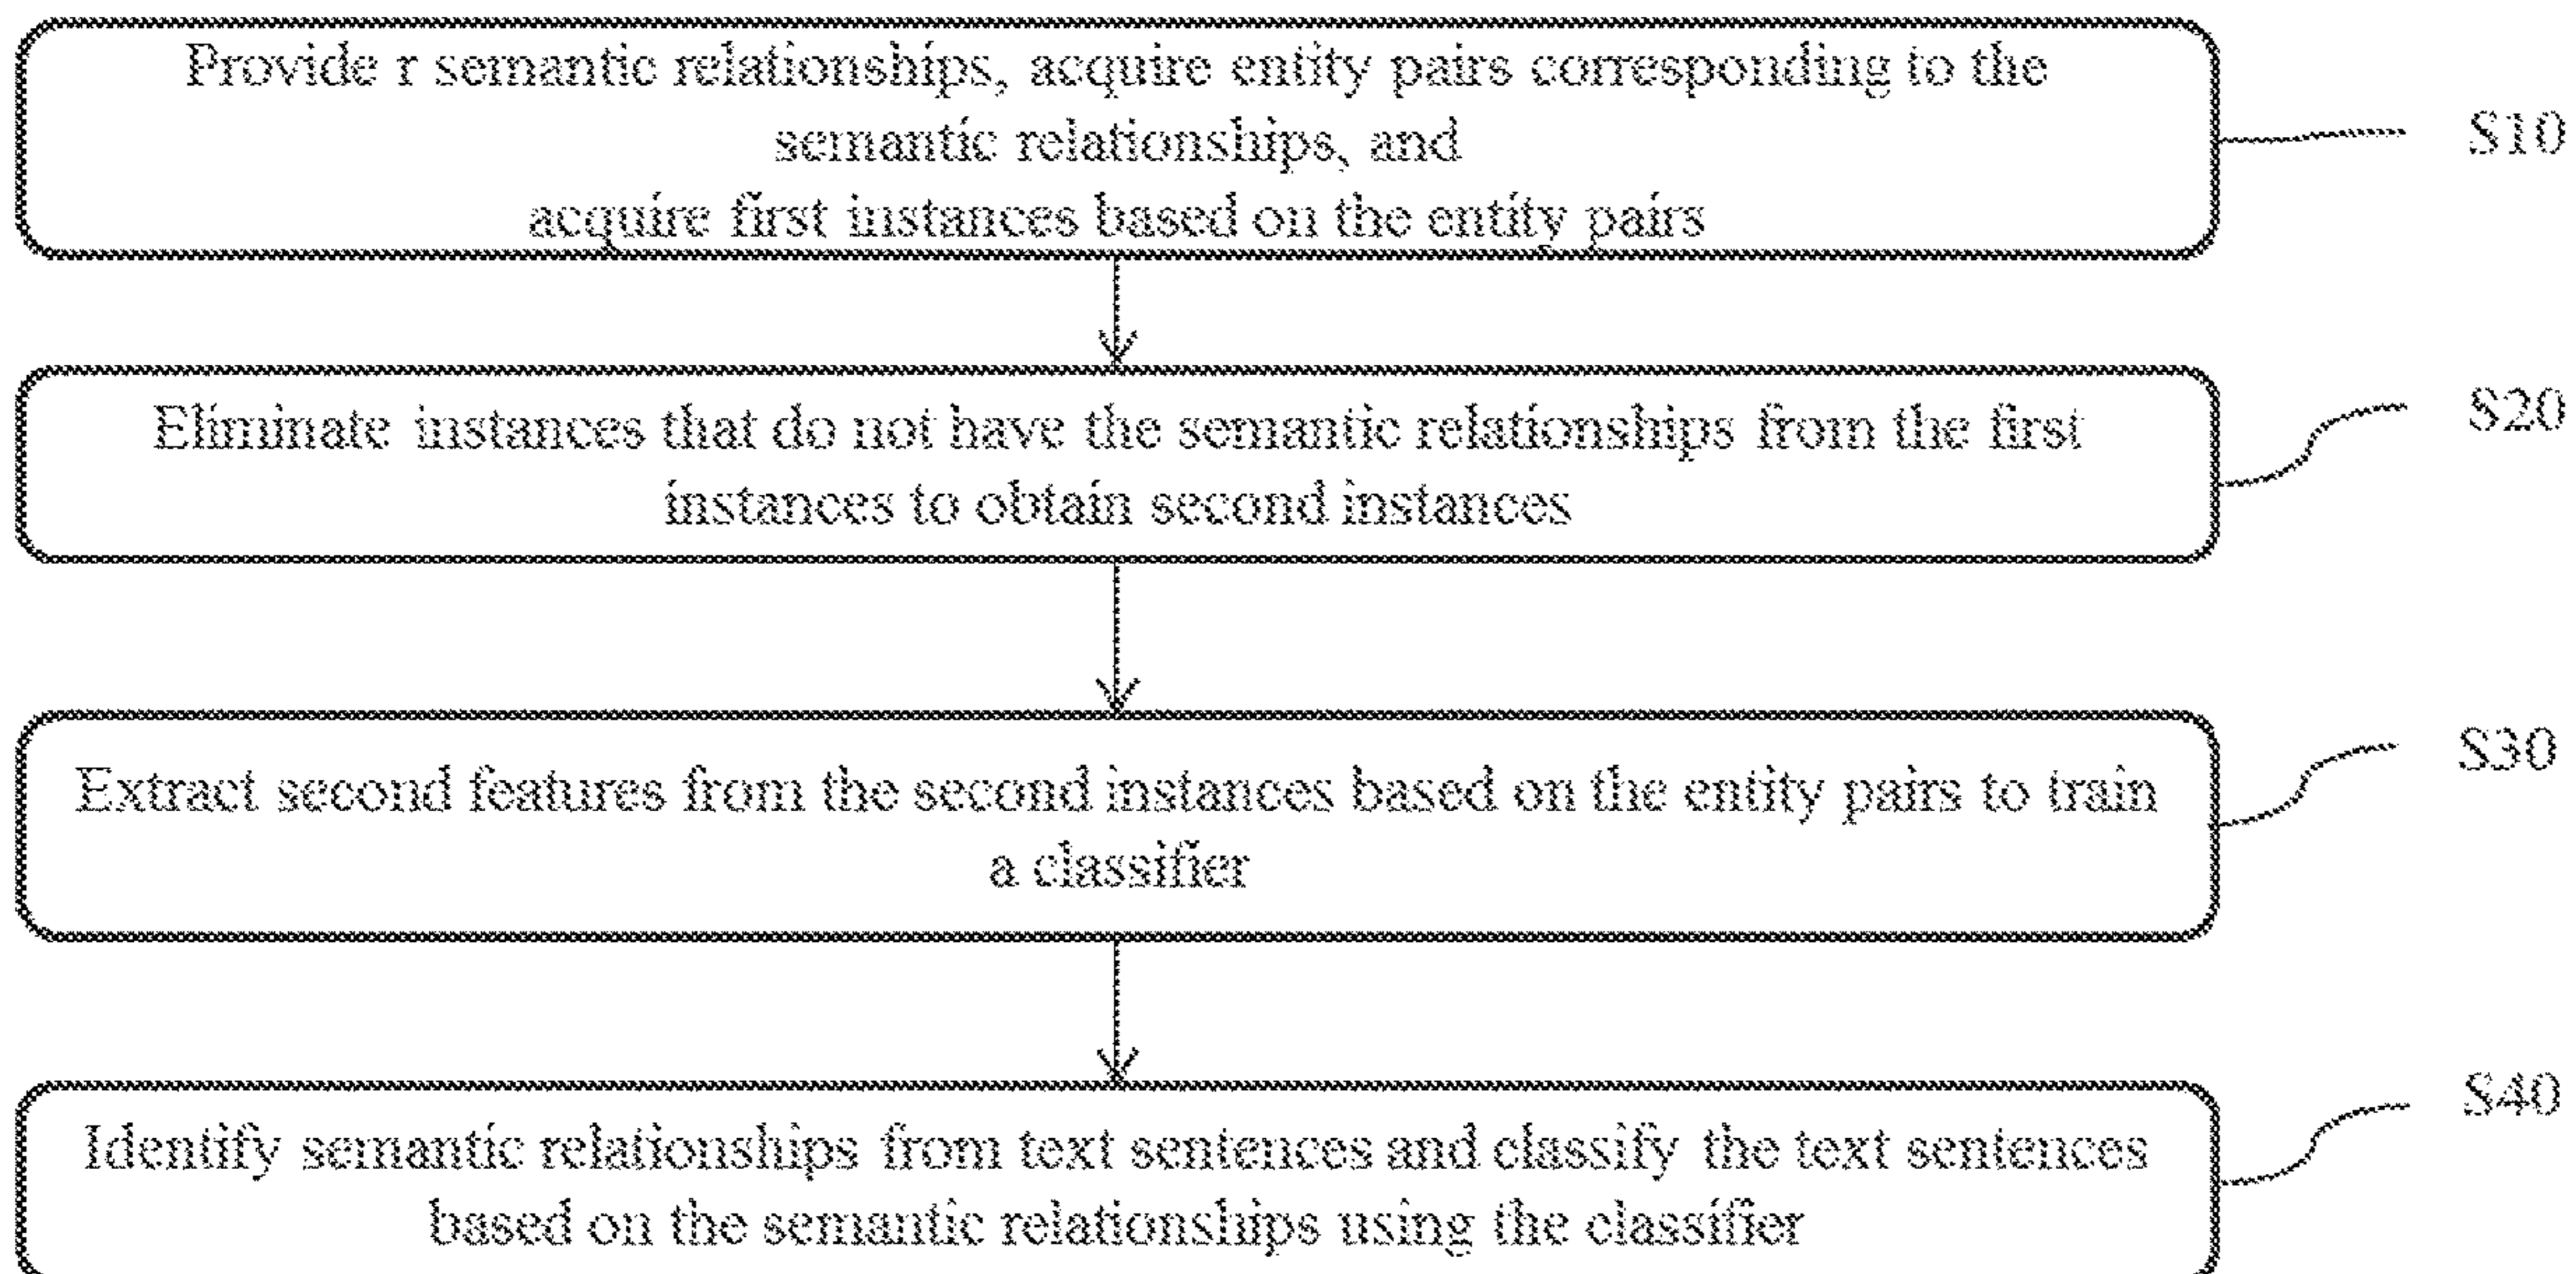 Provide r semantic relationships, acquire entity pairs corresponding to the
semantic relationships, and
acquire first instances based on the entity pairs
S10
Eliminate instances that do not have the semantic relationships from the first
instances to obtain second instances
S20
Extract second features from the second instances based on the entity pairs to train
a classifier
S30
Identify semantic relationships from text sentences and classify the text sentences
based on the semantic relationships using the classifier
S40